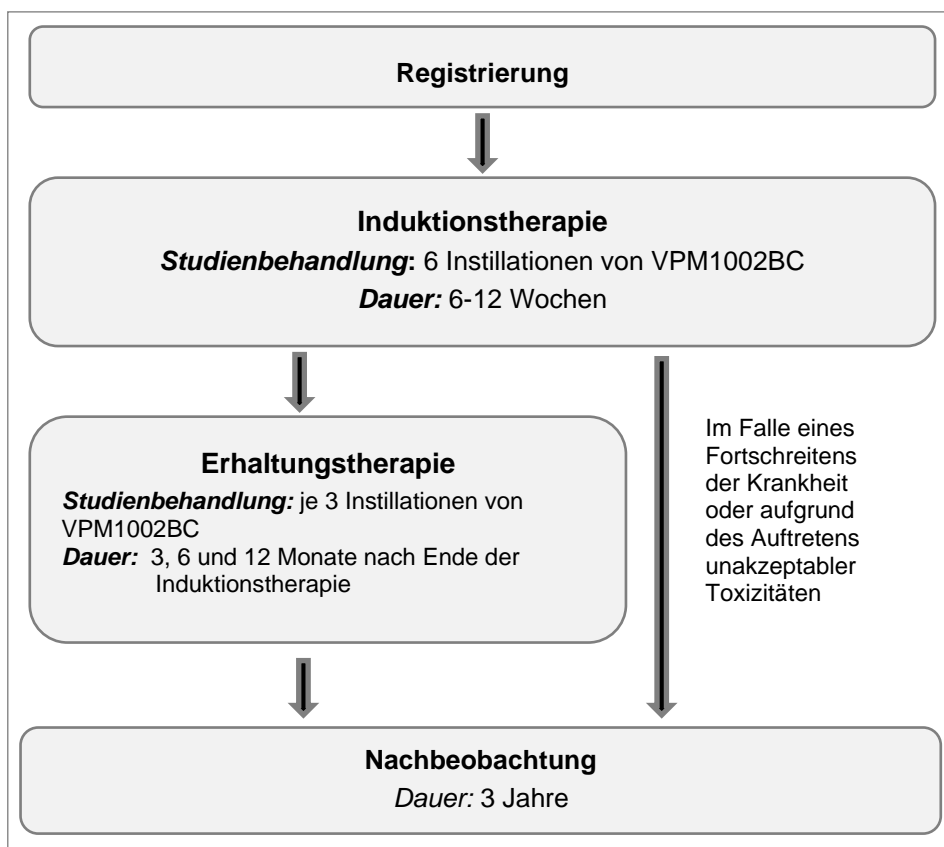 Registrierung
Induktionstherapie
Studienbehandlung: 6 Instillationen von VPM1002BC
Dauer: 6-12 Wochen
Erhaltungstherapie
Studienbehandlung: je 3 Instillationen von
VPM1002BC
Dauer: 3, 6 und 12 Monate nach Ende der
Induktionstherapie
Im Falle eines
Fortschreitens
der Krankheit
oder aufgrund
des Auftretens
unakzeptabler
Toxizitäten
Nachbeobachtung
Dauer: 3 Jahre